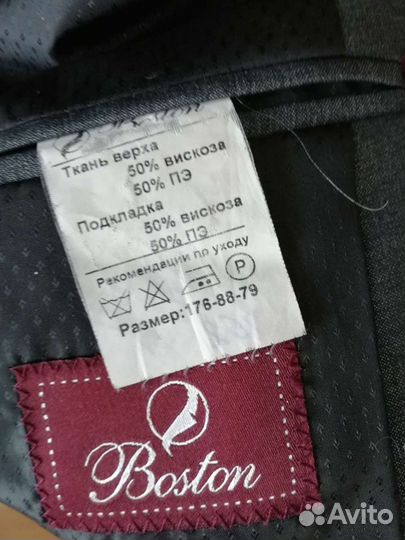 Ткань верха
50% вискоза
50% ПЭ
Подкладка
50% вискоза
50% ПЭ
Рекомендации по уходу
P
Размер:176-88-79
Boston
Avito